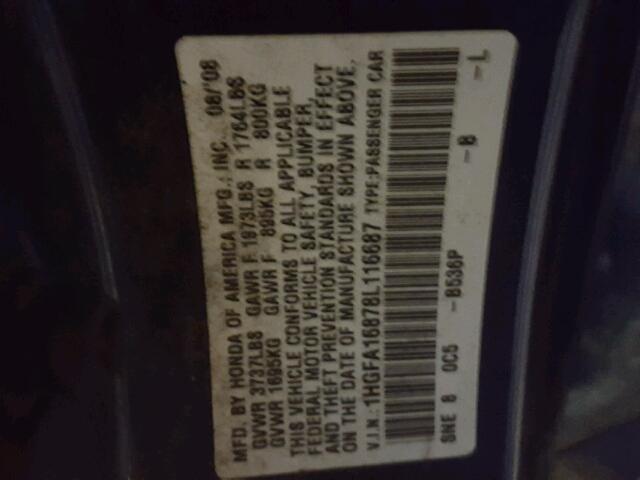 MFD. BY HONDA OF AMERICA MFG., INC. 08/'08
GVWR 3737LBS GAWR F 1973LBS R 1764LBS
GVWR 1695KG GAWR F 895KG R 800KG
THIS VEHICLE CONFORMS TO ALL APPLICABLE
FEDERAL MOTOR VEHICLE SAFETY, BUMPER,
AND THEFT PREVENTION STANDARDS IN EFFECT
ON THE DATE OF MANUFACTURE SHOWN ABOVE.
V.I.N.: 1HGFA16878L116687 TYPE:PASSENGER CAR
SNE 8 0C5 -B536P -B -L